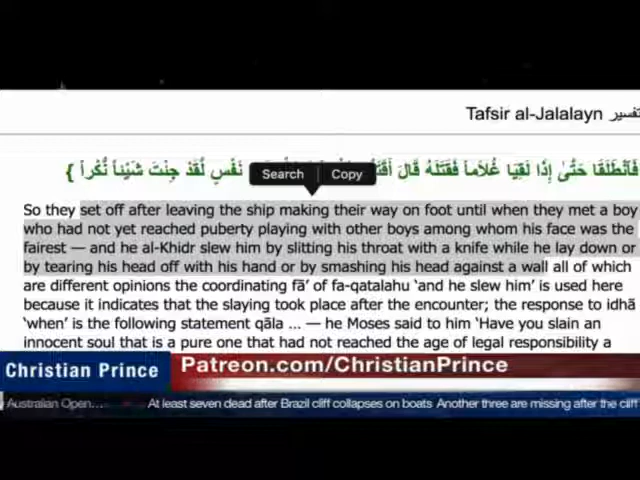 Tafsir al-Jalalayn تفسير
فَٱنْطَلَقَا حَتَّىٰ إِذَا لَقِيَا غُلاَماً فَقَتَلَهُ قَالَ نَفْسٍ لَّقَدْ جِئْتَ شَيْئاً نُّكْراً }
Search Copy
So they set off after leaving the ship making their way on foot until when they met a boy
who had not yet reached puberty playing with other boys among whom his face was the
fairest — and he al-Khidr slew him by slitting his throat with a knife while he lay down or
by tearing his head off with his hand or by smashing his head against a wall all of which
are different opinions the coordinating fā’ of fa-qatalahu ‘and he slew him’ is used here
because it indicates that the slaying took place after the encounter; the response to idhā
‘when’ is the following statement qāla ... — he Moses said to him ‘Have you slain an
innocent soul that is a pure one that had not reached the age of legal responsibility a
Christian Prince
Patreon.com/ChristianPrince
Australian Open... At least seven dead after Brazil cliff collapses on boats Another three are missing after the cliff